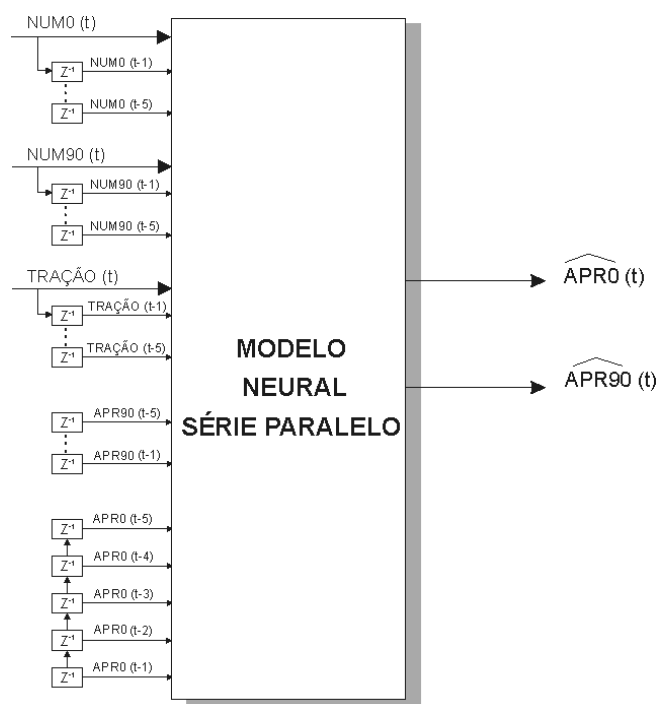 NUM0 (t)
Z⁻¹ NUM0 (t-1)
Z⁻¹ NUM0 (t-5)
NUM90 (t)
Z⁻¹ NUM90 (t-1)
Z⁻¹ NUM90 (t-5)
TRAÇÃO (t)
Z⁻¹ TRAÇÃO (t-1)
Z⁻¹ TRAÇÃO (t-5)
Z⁻¹ APR90 (t-5)
Z⁻¹ APR90 (t-1)
Z⁻¹ APR0 (t-5)
Z⁻¹ APR0 (t-4)
Z⁻¹ APR0 (t-3)
Z⁻¹ APR0 (t-2)
Z⁻¹ APR0 (t-1)
MODELO
NEURAL
SÉRIE PARALELO
APR0 (t)
APR90 (t)